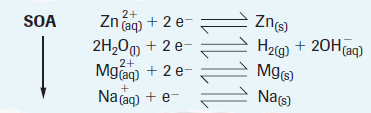 SOA Zn²⁺(aq) + 2 e⁻ ⇌ Zn(s)
2H₂O(l) + 2 e⁻ ⇌ H₂(g) + 2OH⁻(aq)
Mg²⁺(aq) + 2 e⁻ ⇌ Mg(s)
Na⁺(aq) + e⁻ ⇌ Na(s)